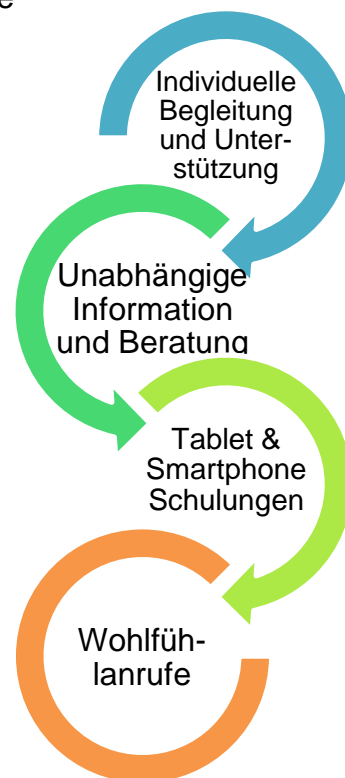 e
Individuelle
Begleitung
und Unter-
stützung
Unabhängige
Information
und Beratung
Tablet &
Smartphone
Schulungen
Wohlfüh-
lanrufe